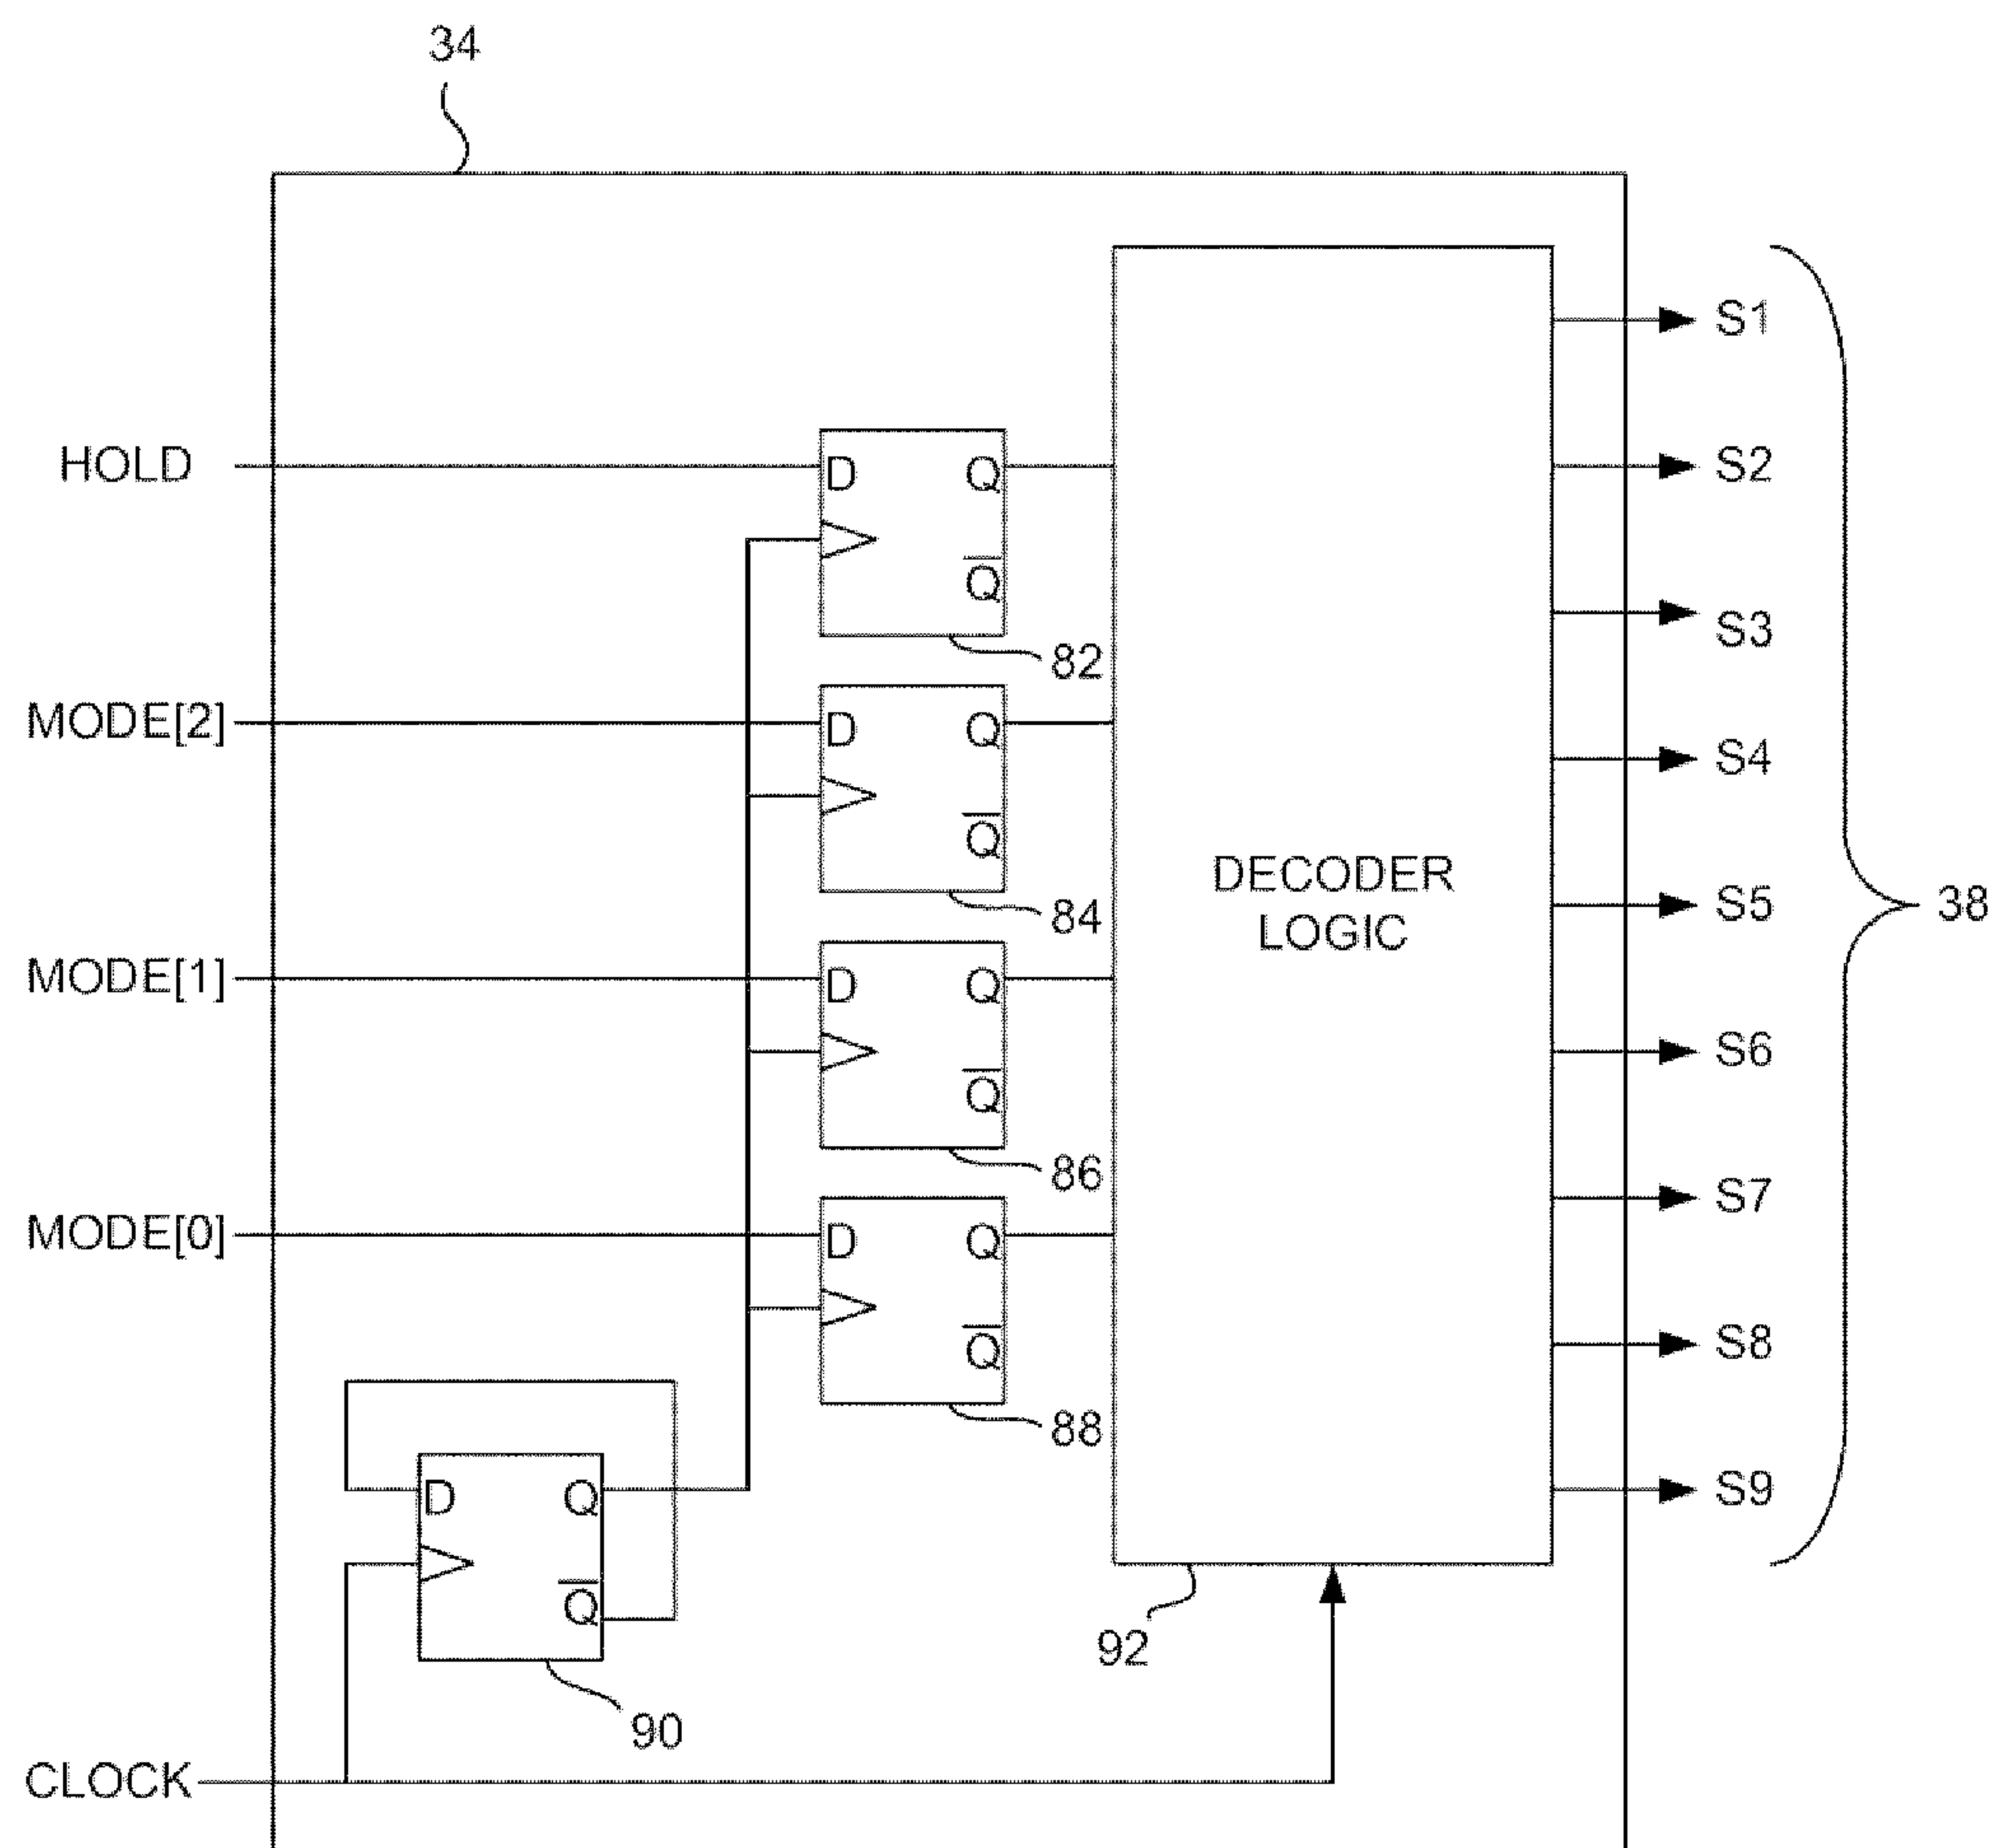 34
S1
HOLD
D
Q
S2
Q
S3
82
MODE[2]
D
Q
S4
Q
84
DECODER
LOGIC
S5
38
MODE[1]
D
Q
S6
Q
86
S7
MODE[0]
D
Q
S8
Q
88
D
Q
S9
Q
92
90
CLOCK